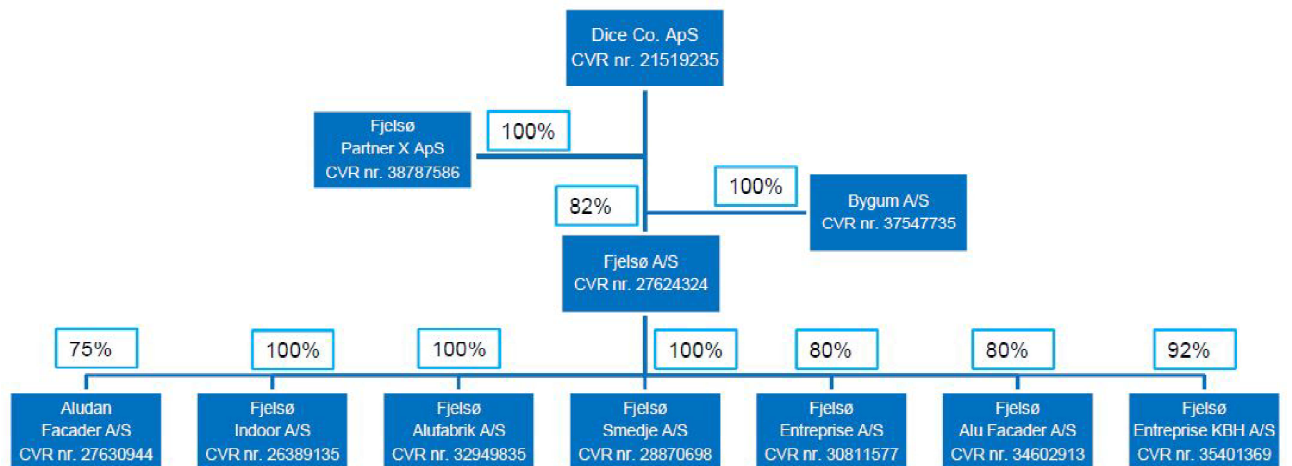 Dice Co. ApS
CVR nr. 21519235
Fjelsø
Partner X ApS
CVR nr. 38787586
100%
100%
Bygum A/S
CVR nr. 37547735
82%
Fjelsø A/S
CVR nr. 27624324
75%
100%
100%
100%
80%
80%
92%
Aludan
Facader A/S
CVR nr. 27630944
Fjelsø
Indoor A/S
CVR nr. 26389135
Fjelsø
Alufabrik A/S
CVR nr. 32949835
Fjelsø
Smedje A/S
CVR nr. 28870698
Fjelsø
Entreprise A/S
CVR nr. 30811577
Fjelsø
Alu Facader A/S
CVR nr. 34602913
Fjelsø
Entreprise KBH A/S
CVR nr. 35401369